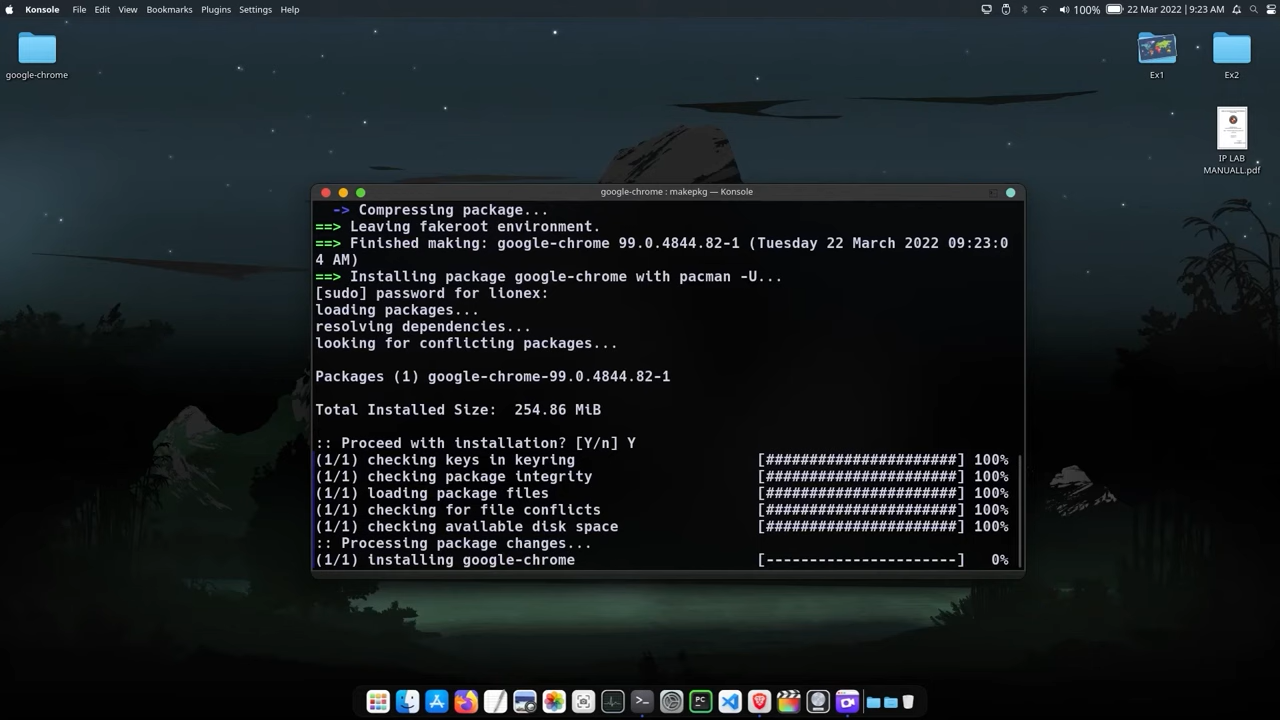 Konsole File Edit View Bookmarks Plugins Settings Help 100% 22 Mar 2022 | 9:23 AM
google-chrome
Ex1
Ex2
IP LAB
MANUALL.pdf
google-chrome : makepkg — Konsole
-> Compressing package...
==> Leaving fakeroot environment.
==> Finished making: google-chrome 99.0.4844.82-1 (Tuesday 22 March 2022 09:23:0
4 AM)
==> Installing package google-chrome with pacman -U...
[sudo] password for lionex:
loading packages...
resolving dependencies...
looking for conflicting packages...
Packages (1) google-chrome-99.0.4844.82-1
Total Installed Size:  254.86 MiB
:: Proceed with installation? [Y/n] Y
(1/1) checking keys in keyring [######################] 100%
(1/1) checking package integrity [######################] 100%
(1/1) loading package files [######################] 100%
(1/1) checking for file conflicts [######################] 100%
(1/1) checking available disk space [######################] 100%
:: Processing package changes...
(1/1) installing google-chrome [----------------------] 0%
PC